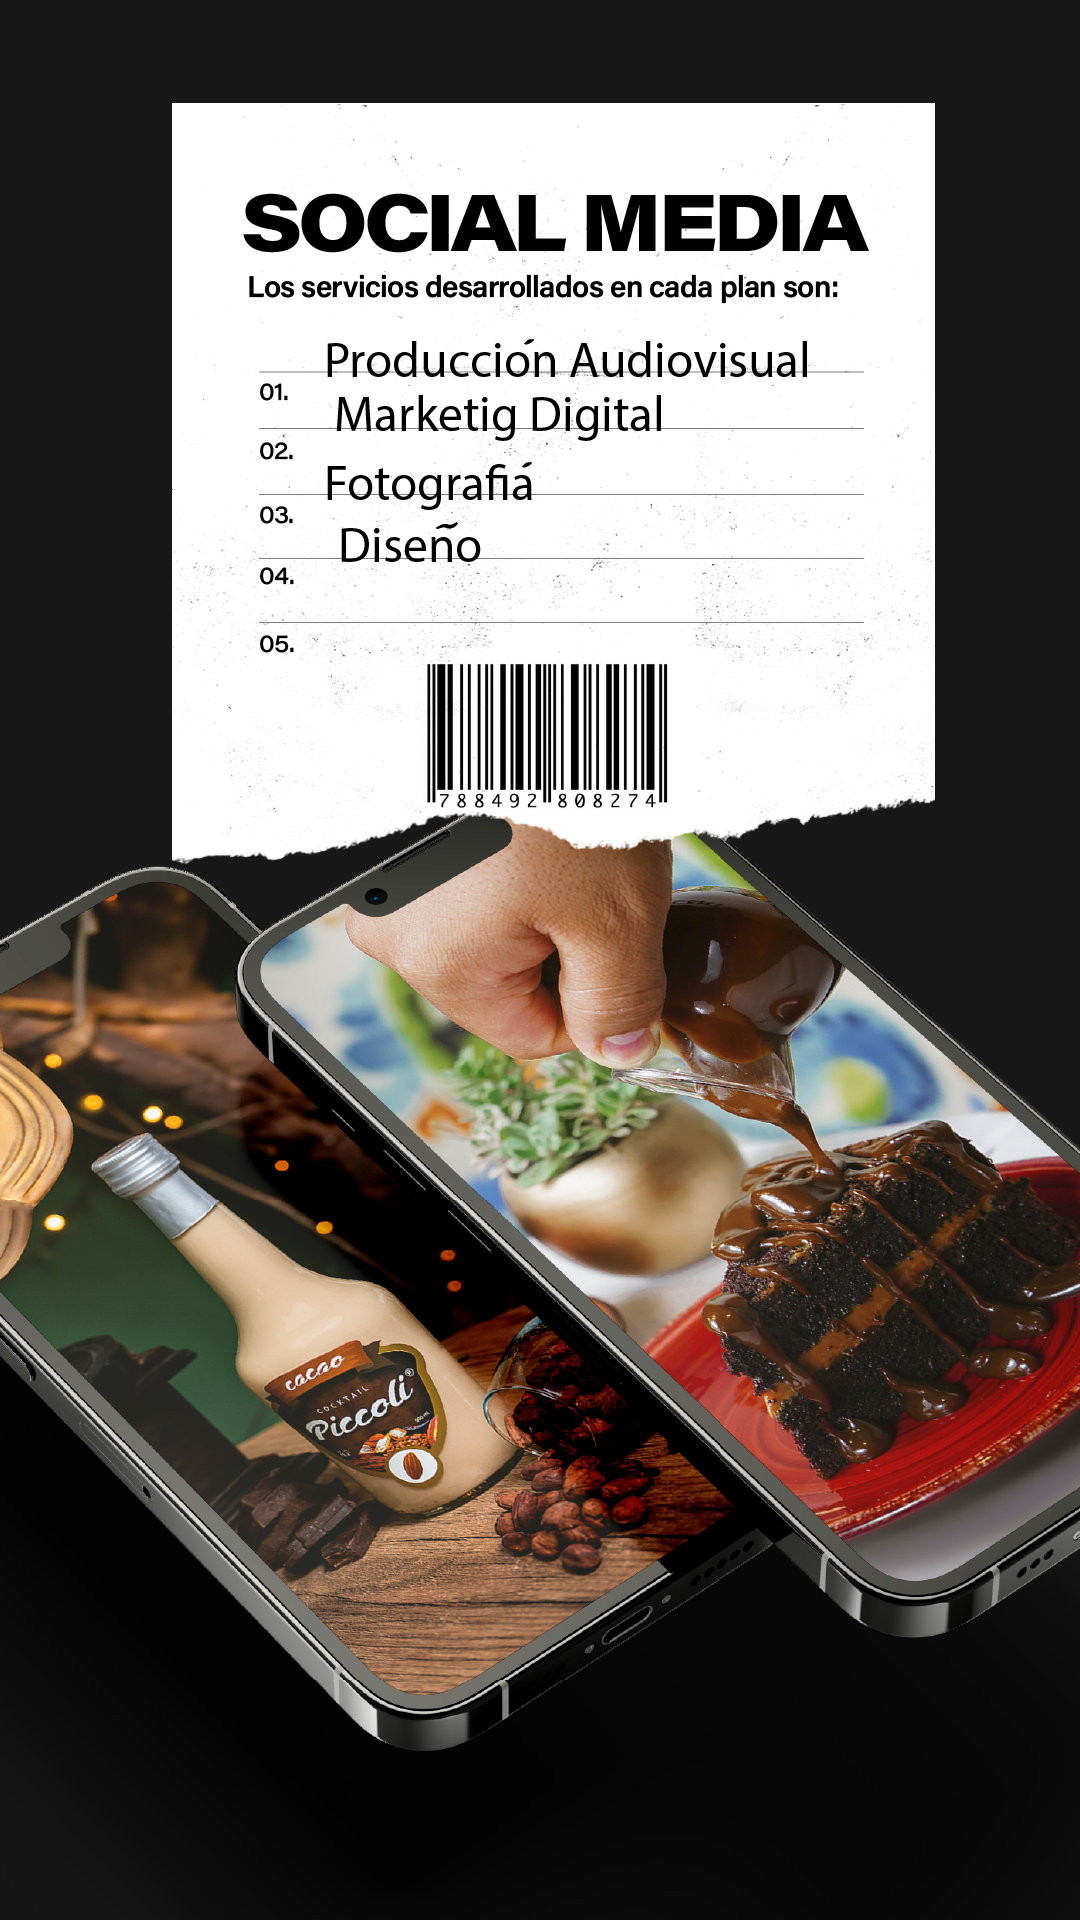 SOCIAL MEDIA
Los servicios desarrollados en cada plan son:
Producción Audiovisual
01.
Marketig Digital
02.
Fotografiá
03.
Diseño
04.
05.
788492 808274
cacao
COCKTAIL
Piccoli®